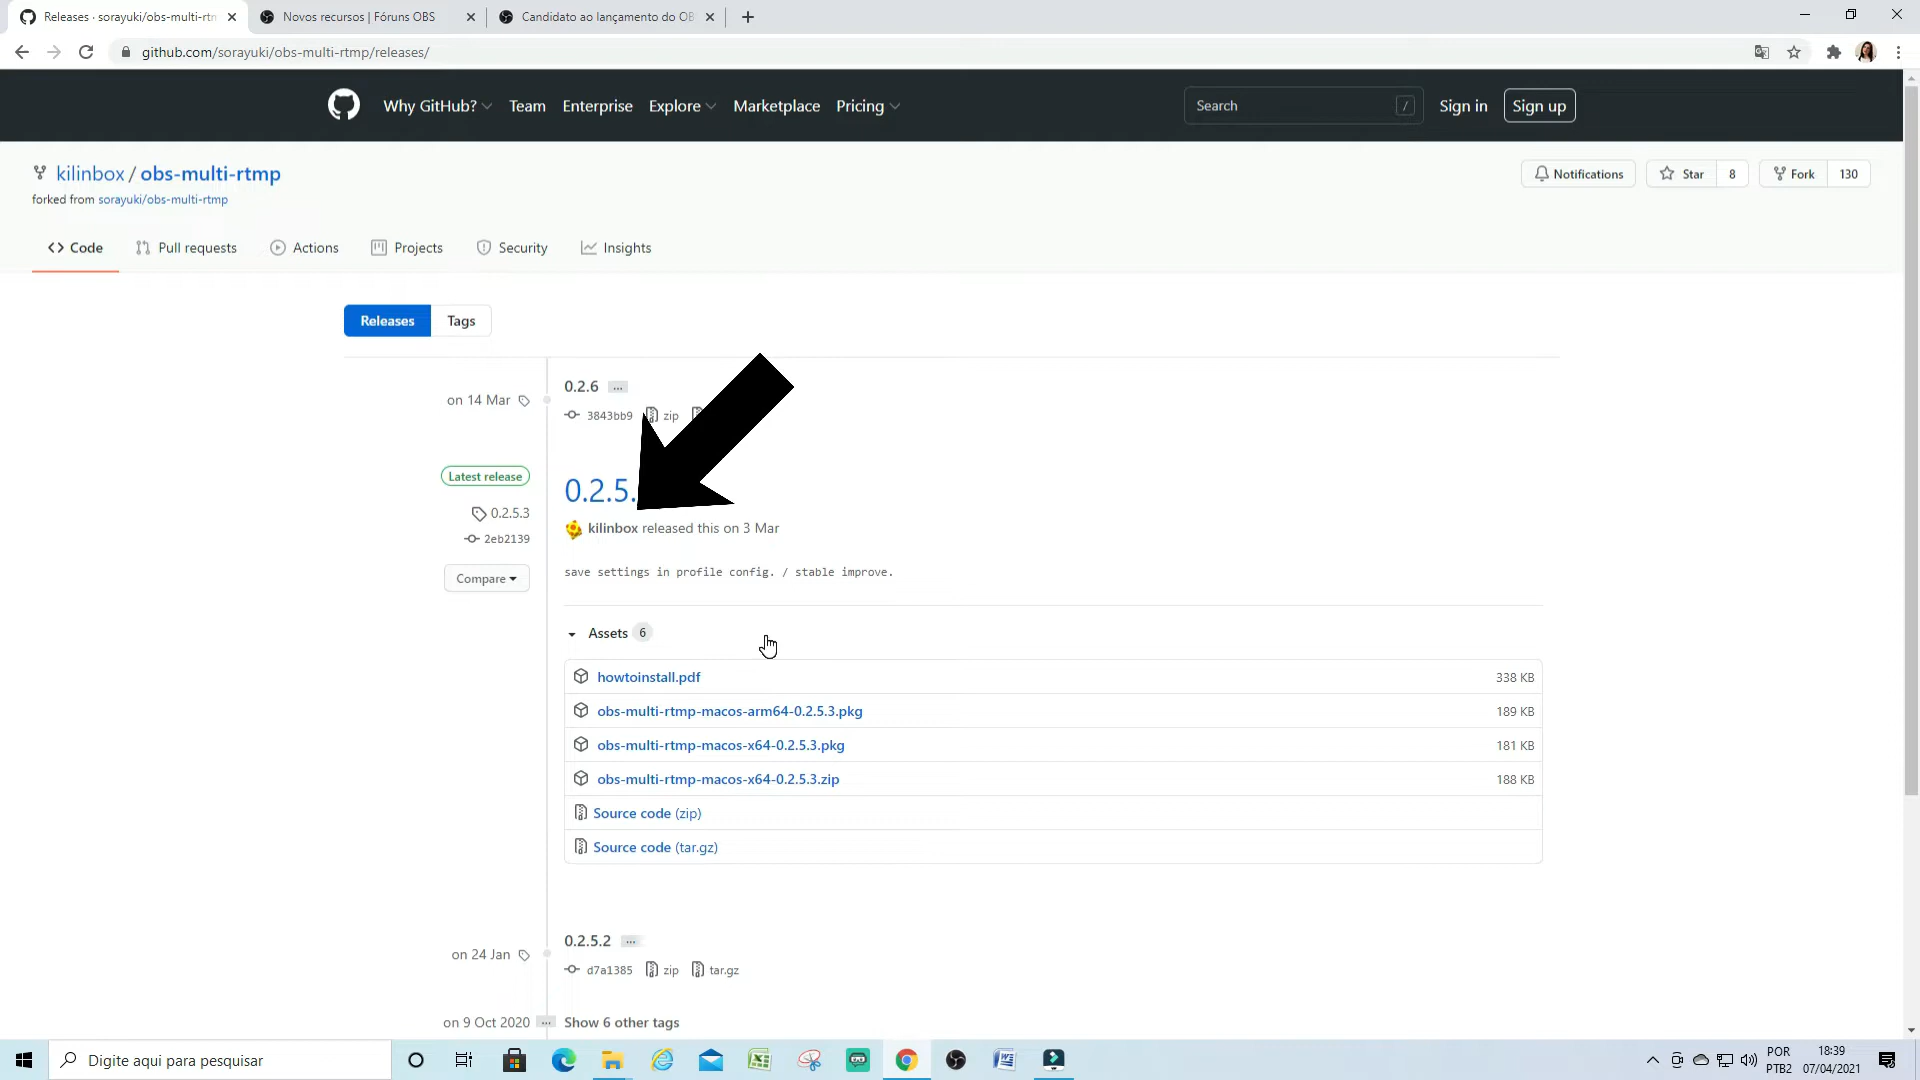 Releases · sorayuki/obs-multi-rtm
Novos recursos | Fóruns OBS
Candidato ao lançamento do OB
github.com/sorayuki/obs-multi-rtmp/releases/
Why GitHub? Team Enterprise Explore Marketplace Pricing Search / Sign in Sign up
kilinbox / obs-multi-rtmp
Notifications Star 8 Fork 130
forked from sorayuki/obs-multi-rtmp
Code Pull requests Actions Projects Security Insights
Releases Tags
on 14 Mar
0.2.6 ...
3843bb9 zip
Latest release
0.2.5.3
2eb2139
Compare
0.2.5.
kilinbox released this on 3 Mar
save settings in profile config. / stable improve.
Assets 6
howtoinstall.pdf 338 KB
obs-multi-rtmp-macos-arm64-0.2.5.3.pkg 189 KB
obs-multi-rtmp-macos-x64-0.2.5.3.pkg 181 KB
obs-multi-rtmp-macos-x64-0.2.5.3.zip 188 KB
Source code (zip)
Source code (tar.gz)
on 24 Jan
0.2.5.2 ...
d7a1385 zip tar.gz
on 9 Oct 2020 ... Show 6 other tags
Digite aqui para pesquisar
POR
PTB2
18:39
07/04/2021